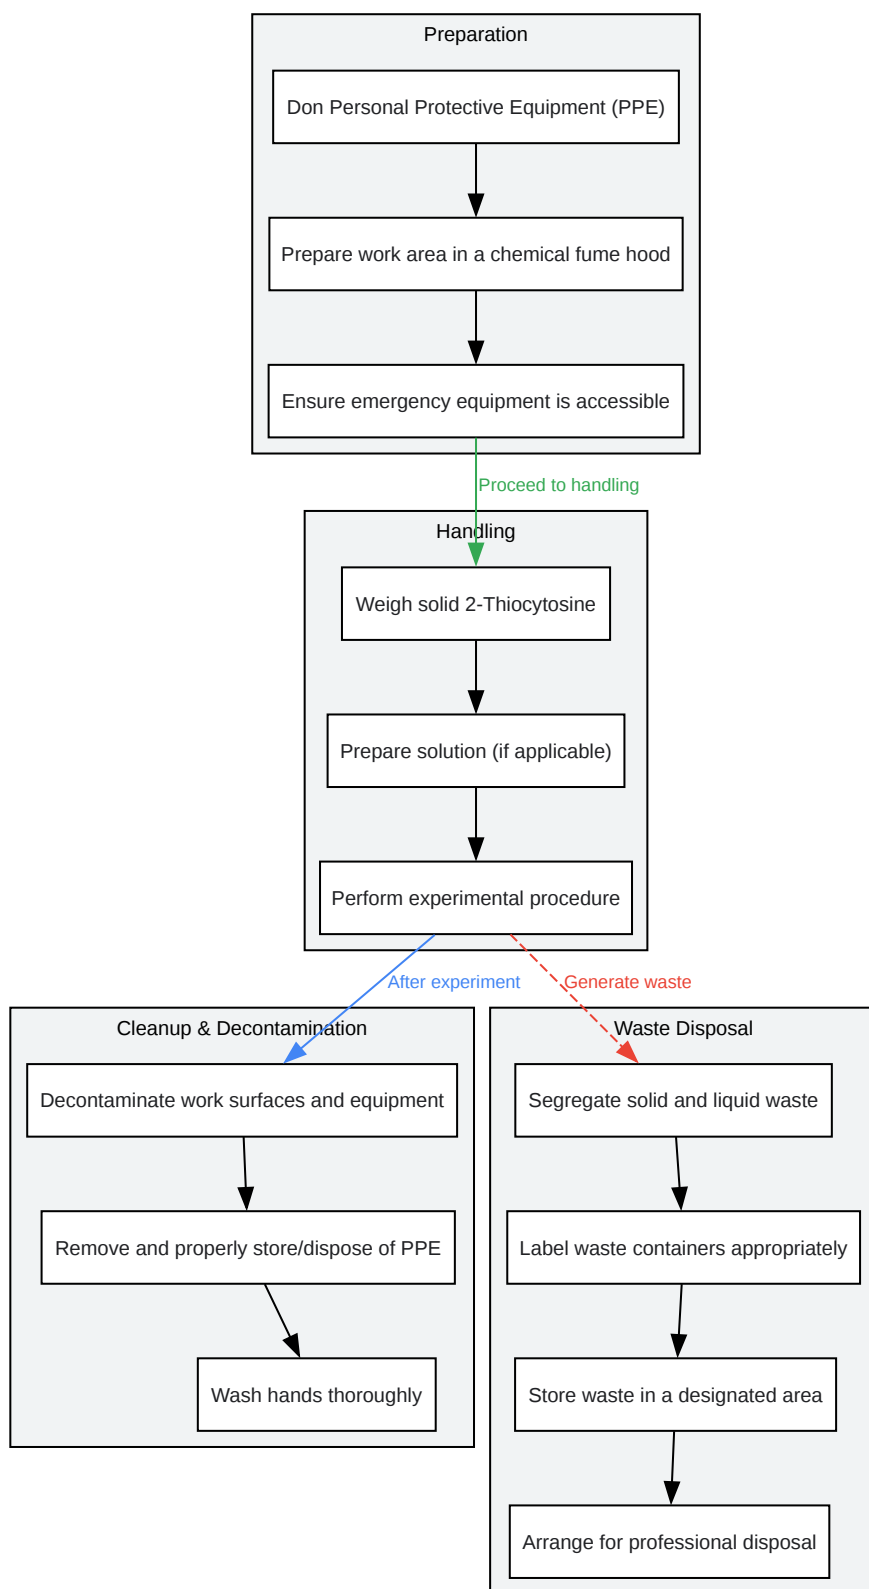 Preparation
Don Personal Protective Equipment (PPE)
Prepare work area in a chemical fume hood
Ensure emergency equipment is accessible
Proceed to handling
Handling
Weigh solid 2-Thiocytosine
Prepare solution (if applicable)
Perform experimental procedure
After experiment
Generate waste
Cleanup & Decontamination
Decontaminate work surfaces and equipment
Remove and properly store/dispose of PPE
Wash hands thoroughly
Waste Disposal
Segregate solid and liquid waste
Label waste containers appropriately
Store waste in a designated area
Arrange for professional disposal